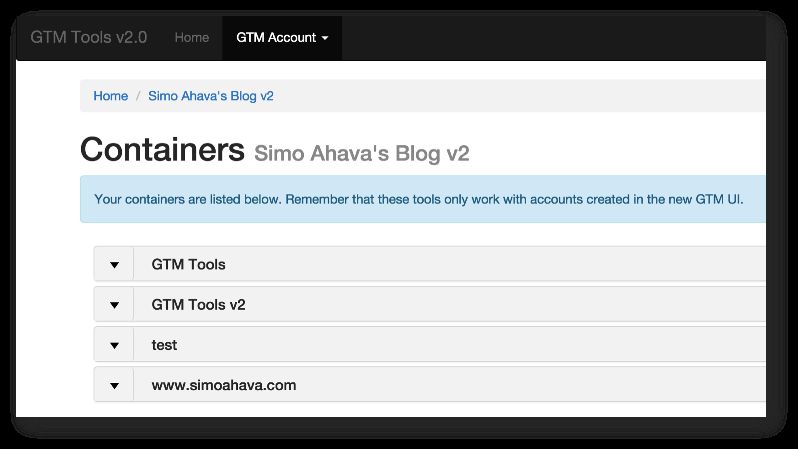 GTM Tools v2.0 Home GTM Account
Home / Simo Ahava's Blog v2
Containers Simo Ahava's Blog v2
Your containers are listed below. Remember that these tools only work with accounts created in the new GTM UI.
GTM Tools
GTM Tools v2
test
www.simoahava.com